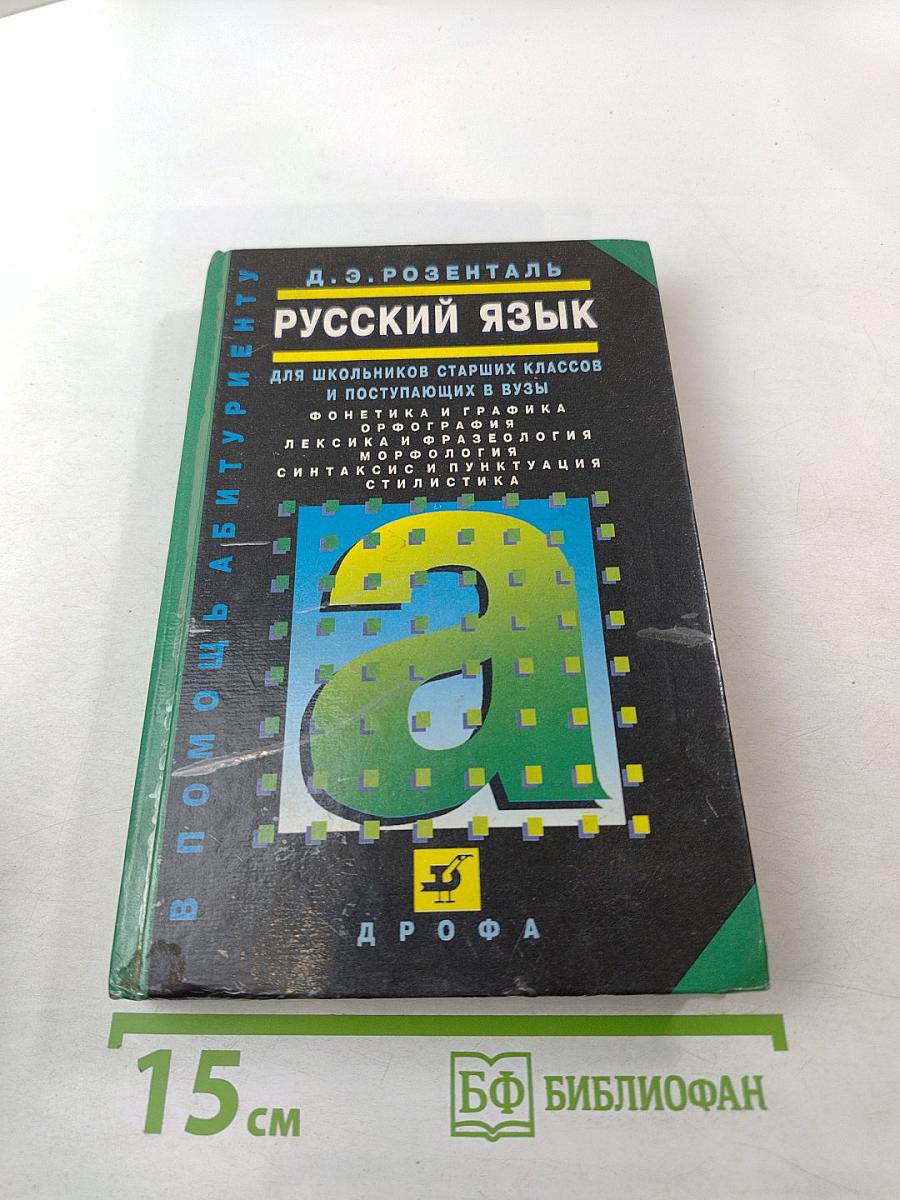 Д.Э.РОЗЕНТАЛЬ
РУССКИЙ ЯЗЫК
ДЛЯ ШКОЛЬНИКОВ СТАРШИХ КЛАССОВ
И ПОСТУПАЮЩИХ В ВУЗЫ
ФОНЕТИКА И ГРАФИКА
ОРФОГРАФИЯ
ЛЕКСИКА И ФРАЗЕОЛОГИЯ
МОРФОЛОГИЯ
СИНТАКСИС И ПУНКТУАЦИЯ
СТИЛИСТИКА
В ПОМОЩЬ АБИТУРИЕНТУ
а
ДРОФА
15 см
БФ БИБЛИОФАН